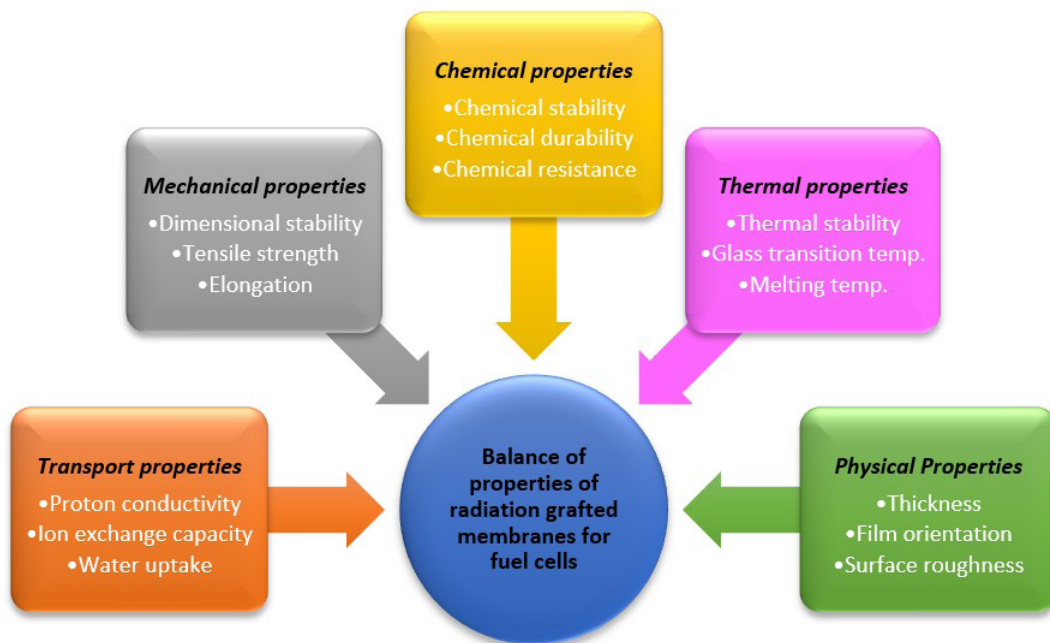 Chemical properties
•Chemical stability
•Chemical durability
•Chemical resistance
Mechanical properties
•Dimensional stability
•Tensile strength
•Elongation
Thermal properties
•Thermal stability
•Glass transition temp.
•Melting temp.
Transport properties
•Proton conductivity
•Ion exchange capacity
•Water uptake
Balance of
properties of
radiation grafted
membranes for
fuel cells
Physical Properties
•Thickness
•Film orientation
•Surface roughness